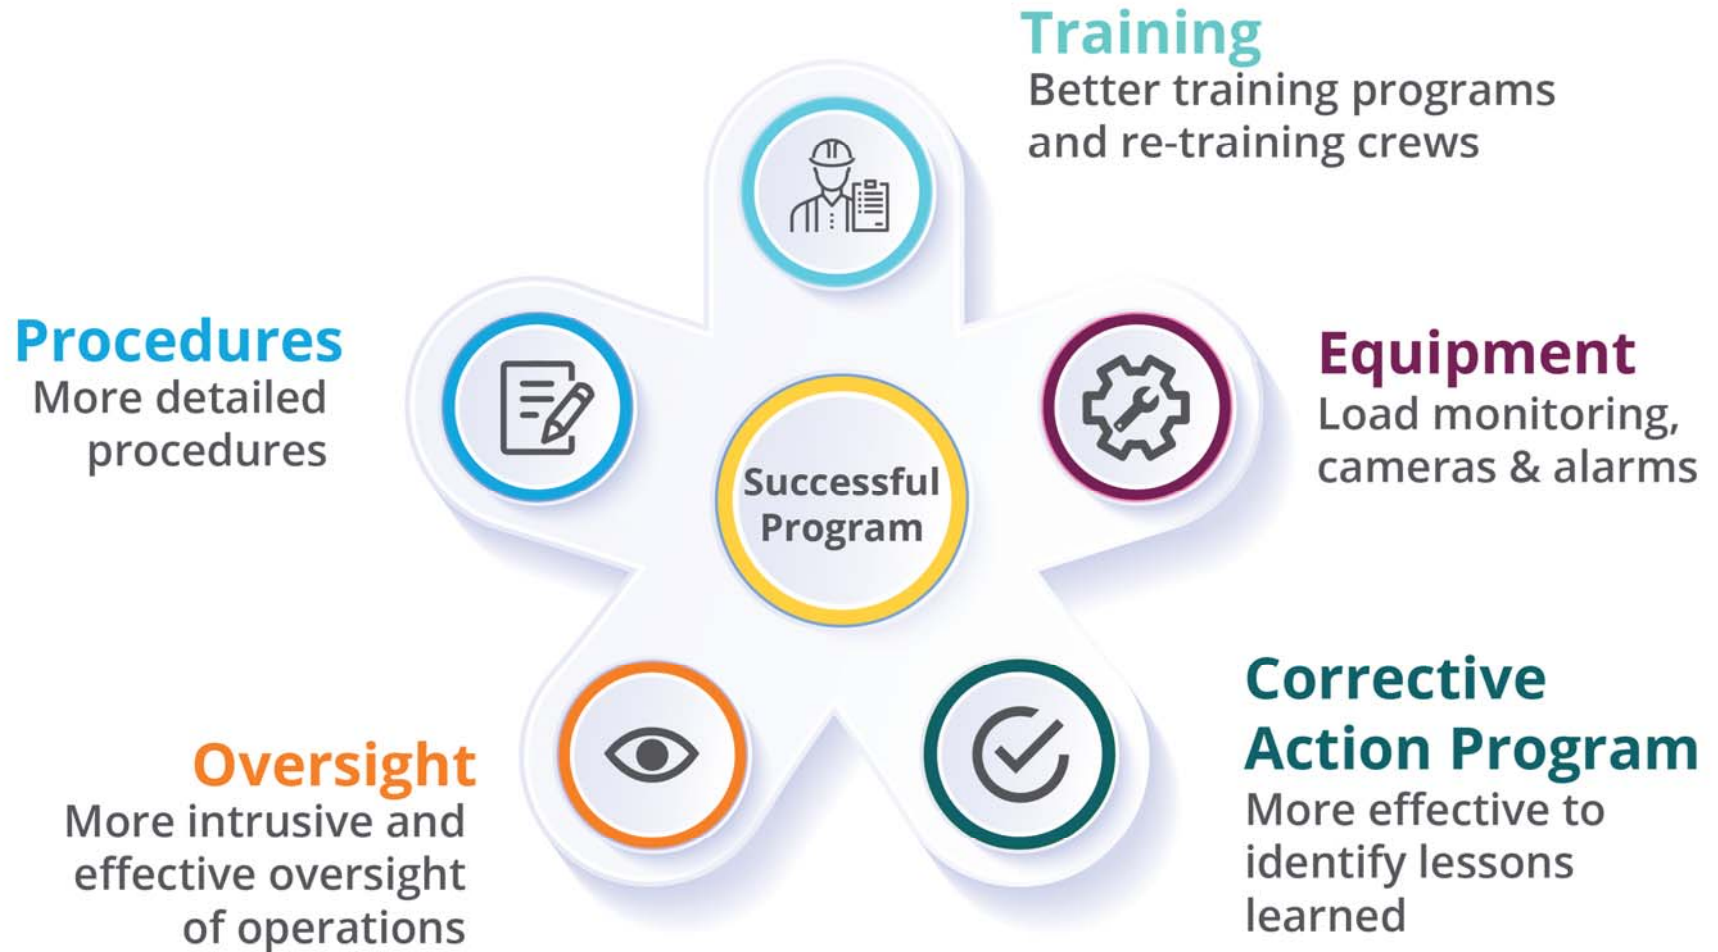 Training
Better training programs
and re-training crews
Procedures
More detailed
procedures
Equipment
Load monitoring,
cameras & alarms
Successful
Program
Oversight
More intrusive and
effective oversight
of operations
Corrective
Action Program
More effective to
identify lessons
learned